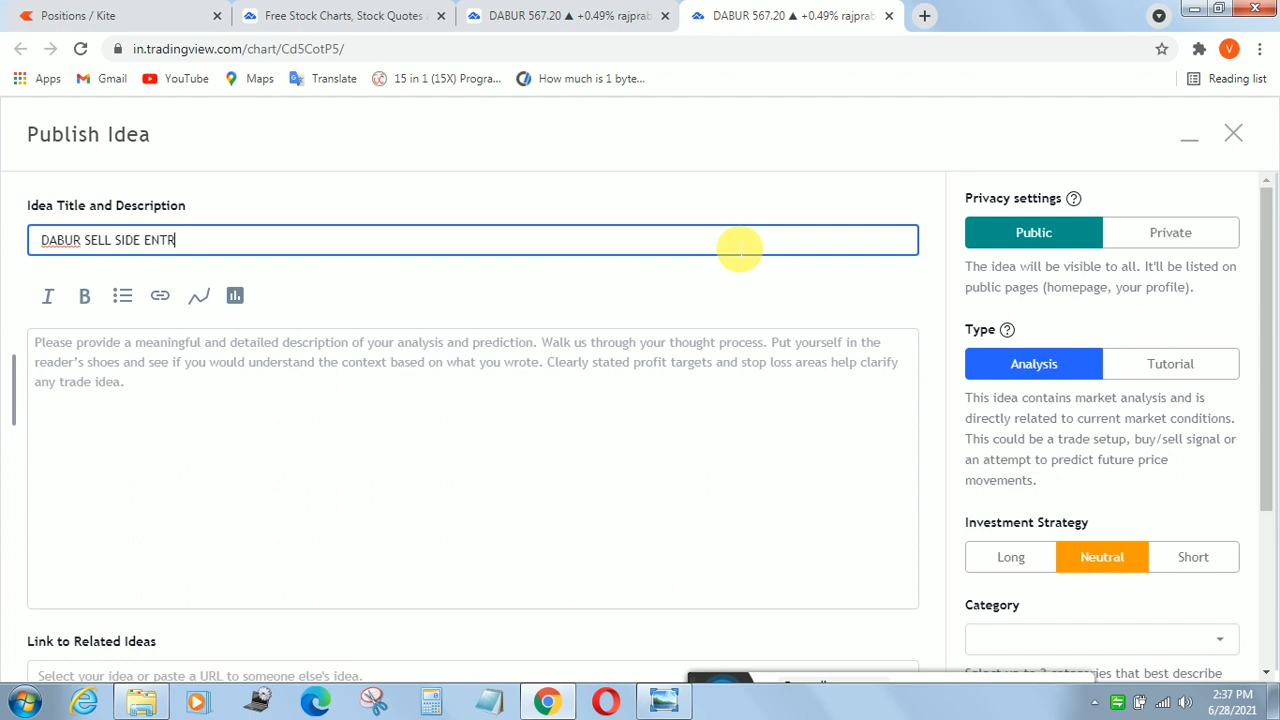 Positions / Kite
Free Stock Charts, Stock Quotes a
DABUR 567.20 ▲ +0.49% rajprab
DABUR 567.20 ▲ +0.49% rajprab
in.tradingview.com/chart/Cd5CotP5/
V
Apps
Gmail
YouTube
Maps
Translate
15 in 1 (15X) Progra...
How much is 1 byte...
Reading list
Publish Idea
Idea Title and Description
DABUR SELL SIDE ENTR
I B
Please provide a meaningful and detailed description of your analysis and prediction. Walk us through your thought process. Put yourself in the
reader's shoes and see if you would understand the context based on what you wrote. Clearly stated profit targets and stop loss areas help clarify
any trade idea.
Link to Related Ideas
Select your idea or paste a URL to someone else's idea.
Privacy settings
Public
Private
The idea will be visible to all. It'll be listed on
public pages (homepage, your profile).
Type
Analysis
Tutorial
This idea contains market analysis and is
directly related to current market conditions.
This could be a trade setup, buy/sell signal or
an attempt to predict future price
movements.
Investment Strategy
Long
Neutral
Short
Category
2:37 PM
6/28/2021